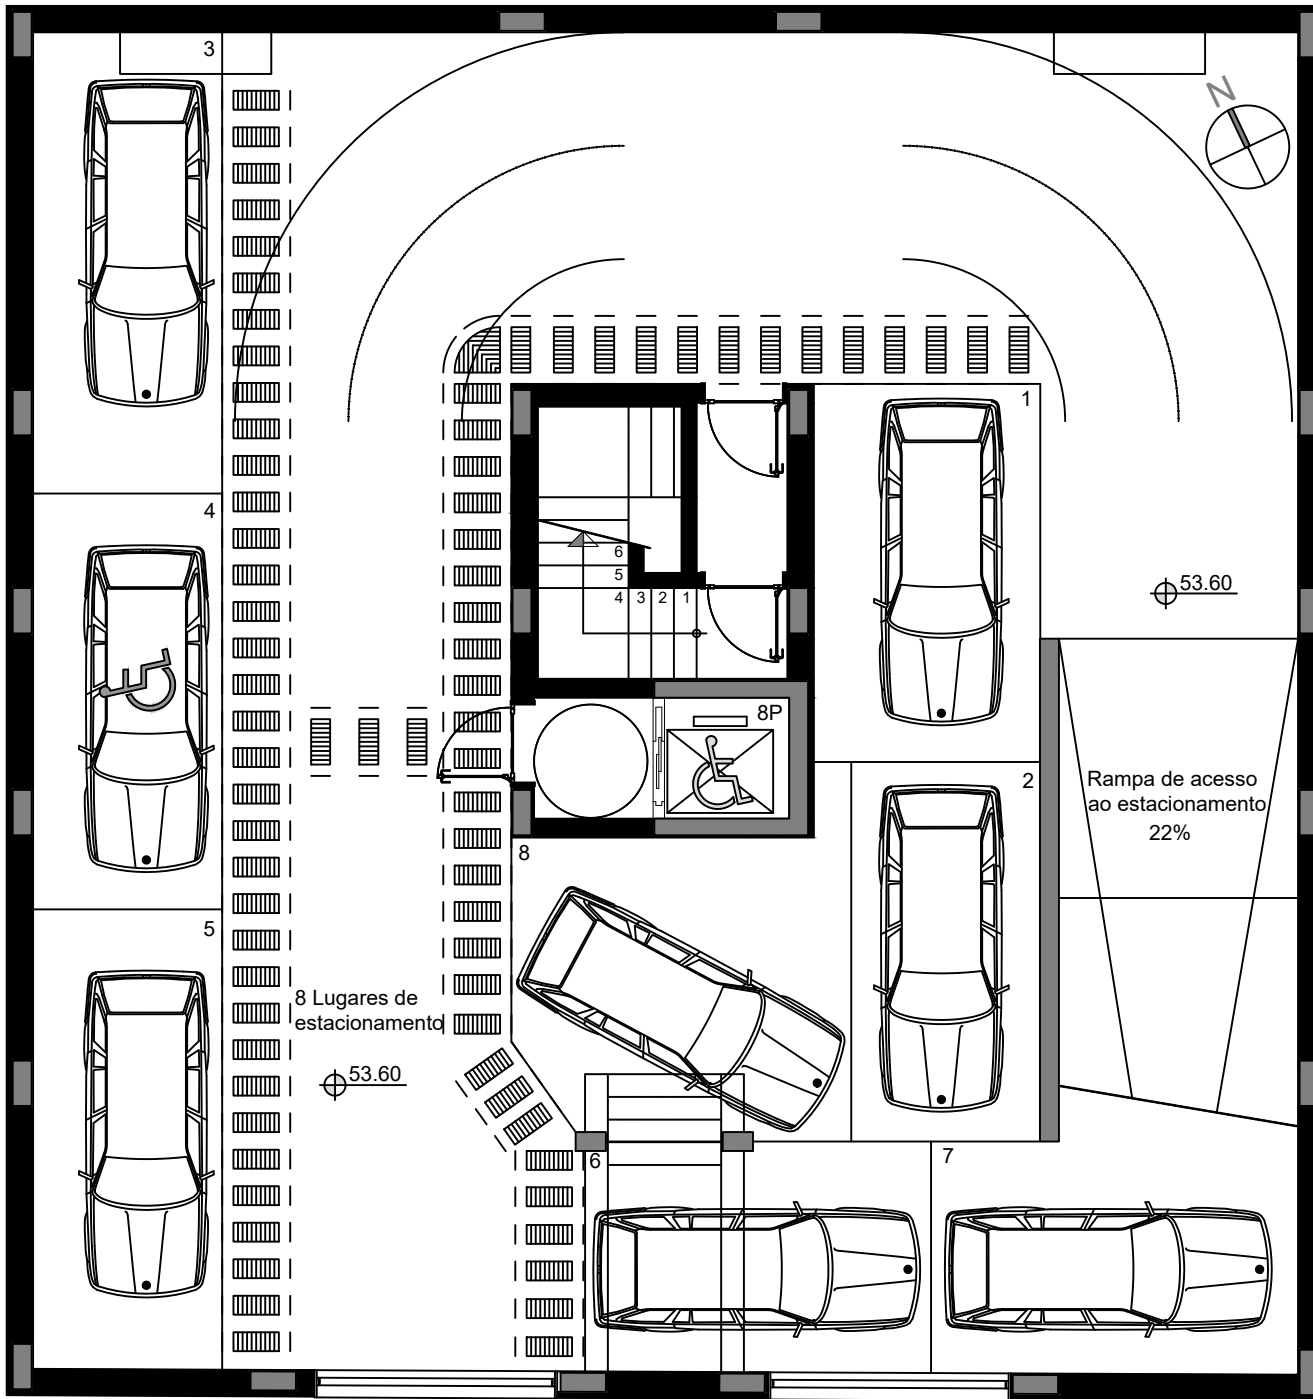 3
N
1
4
6
5
4 3 2 1
53.60
8P
2
Rampa de acesso
ao estacionamento
22%
8
5
8 Lugares de
estacionamento
53.60
6
7